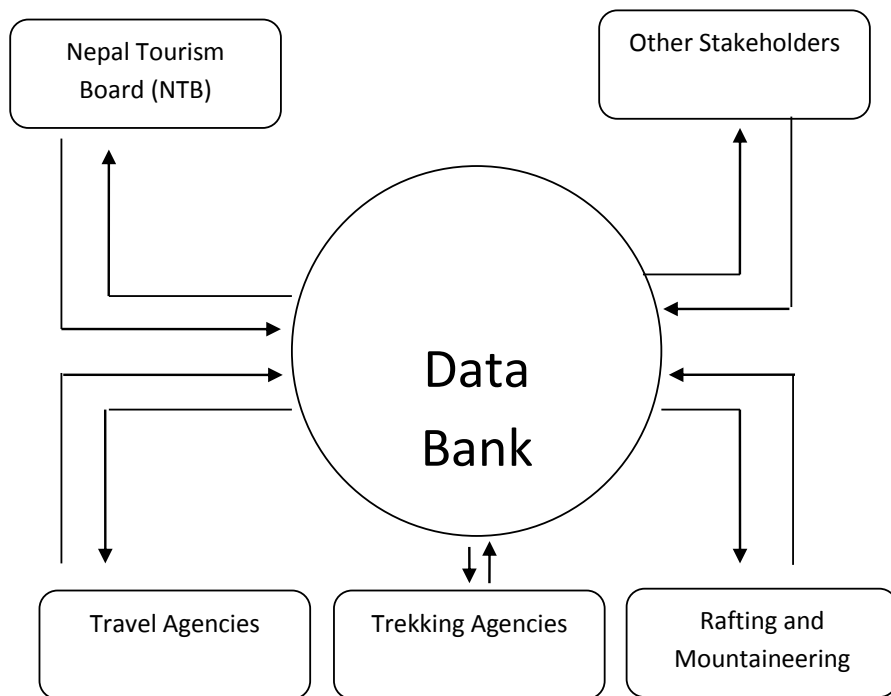 Nepal Tourism
Board (NTB)
Other Stakeholders
Data
Bank
Travel Agencies
Trekking Agencies
Rafting and
Mountaineering